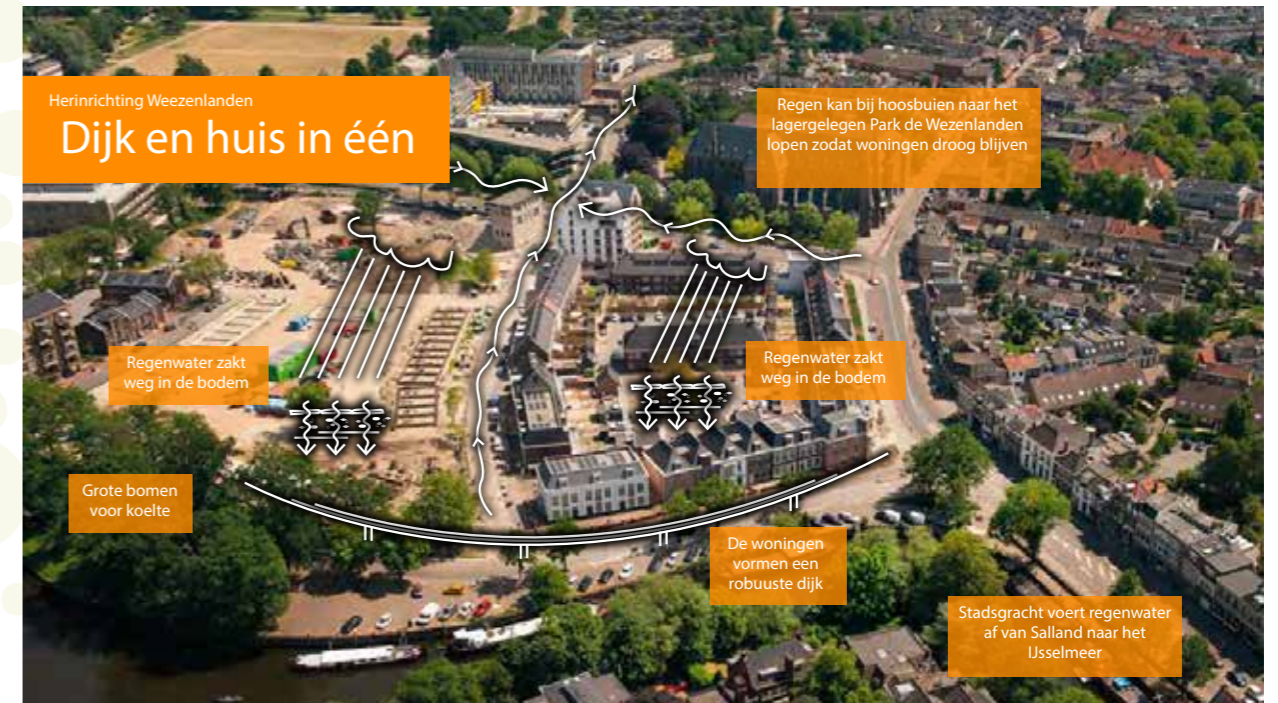 Herinrichting Weezenlanden
Dijk en huis in één
Regen kan bij hoosbuien naar het
lagergelegen Park de Wezenlanden
lopen zodat woningen droog blijven
Regenwater zakt
weg in de bodem
Regenwater zakt
weg in de bodem
Grote bomen
voor koelte
De woningen
vormen een
robuuste dijk
Stadsgracht voert regenwater
af van Salland naar het
IJsselmeer